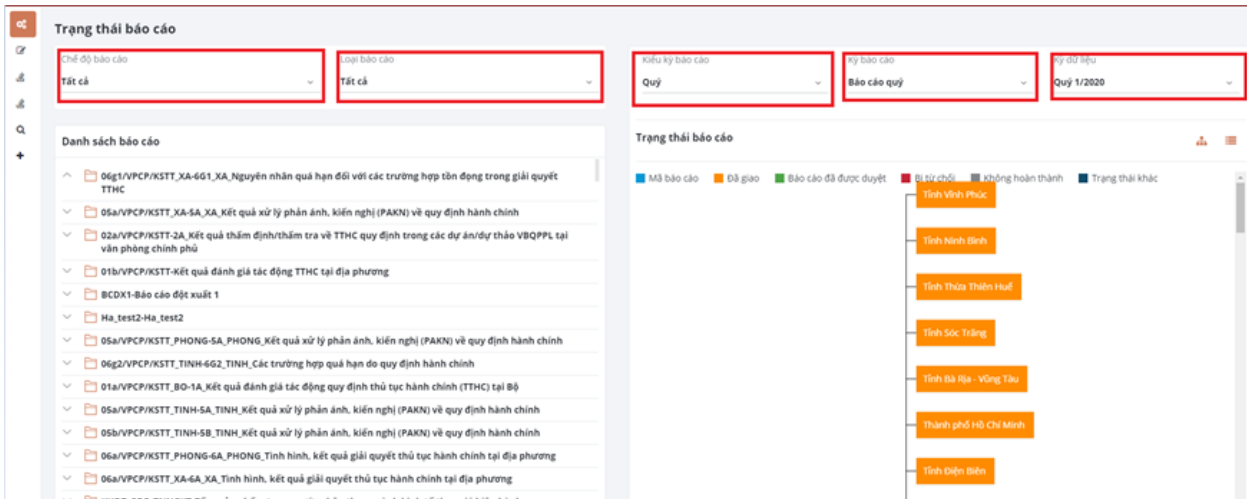 Trạng thái báo cáo
Chế độ báo cáo
Tất cả
Loại báo cáo
Tất cả
Kiểu kỳ báo cáo
Quý
Kỳ báo cáo
Báo cáo quý
Kỳ dữ liệu
Quý 1/2020
Danh sách báo cáo
06g1/VPCP/KSTT_XA-6G1_XA_Nguyên nhân quá hạn đối với các trường hợp tồn đọng trong giải quyết
TTHC
05a/VPCP/KSTT_XA-5A_XA_Kết quả xử lý phản ánh, kiến nghị (PAKN) về quy định hành chính
02a/VPCP/KSTT-2A_Kết quả thẩm định/thẩm tra về TTHC quy định trong các dự án/dự thảo VBQPPL tại
văn phòng chính phủ
01b/VPCP/KSTT-Kết quả đánh giá tác động TTHC tại địa phương
BCDX1-Báo cáo đột xuất 1
Ha_test2-Ha_test2
05a/VPCP/KSTT_PHONG-5A_PHONG_Kết quả xử lý phản ánh, kiến nghị (PAKN) về quy định hành chính
06g2/VPCP/KSTT_TINH-6G2_TINH_Các trường hợp quá hạn do quy định hành chính
01a/VPCP/KSTT_BO-1A_Kết quả đánh giá tác động quy định thủ tục hành chính (TTHC) tại Bộ
05a/VPCP/KSTT_TINH-5A_TINH_Kết quả xử lý phản ánh, kiến nghị (PAKN) về quy định hành chính
05b/VPCP/KSTT_TINH-5B_TINH_Kết quả xử lý phản ánh, kiến nghị (PAKN) về quy định hành chính
06a/VPCP/KSTT_PHONG-6A_PHONG_Tình hình, kết quả giải quyết thủ tục hành chính tại địa phương
06a/VPCP/KSTT_XA-6A_XA_Tình hình, kết quả giải quyết thủ tục hành chính tại địa phương
Trạng thái báo cáo
Mã báo cáo
Đã giao
Báo cáo đã được duyệt
Bị từ chối
Không hoàn thành
Trạng thái khác
Tỉnh Vĩnh Phúc
Tỉnh Ninh Bình
Tỉnh Thừa Thiên Huế
Tỉnh Sóc Trăng
Tỉnh Bà Rịa - Vũng Tàu
Thành phố Hồ Chí Minh
Tỉnh Điện Biên